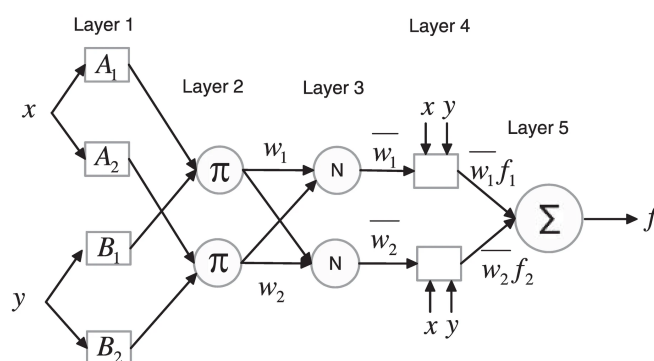 Layer 1
Layer 4
A₁
Layer 2
Layer 3
x
x y
Layer 5
A₂
w₁
w̅₁
w̅₁f₁
π
N
Σ
f
B₁
w̅₂
π
N
w̅₂f₂
y
w₂
x y
B₂